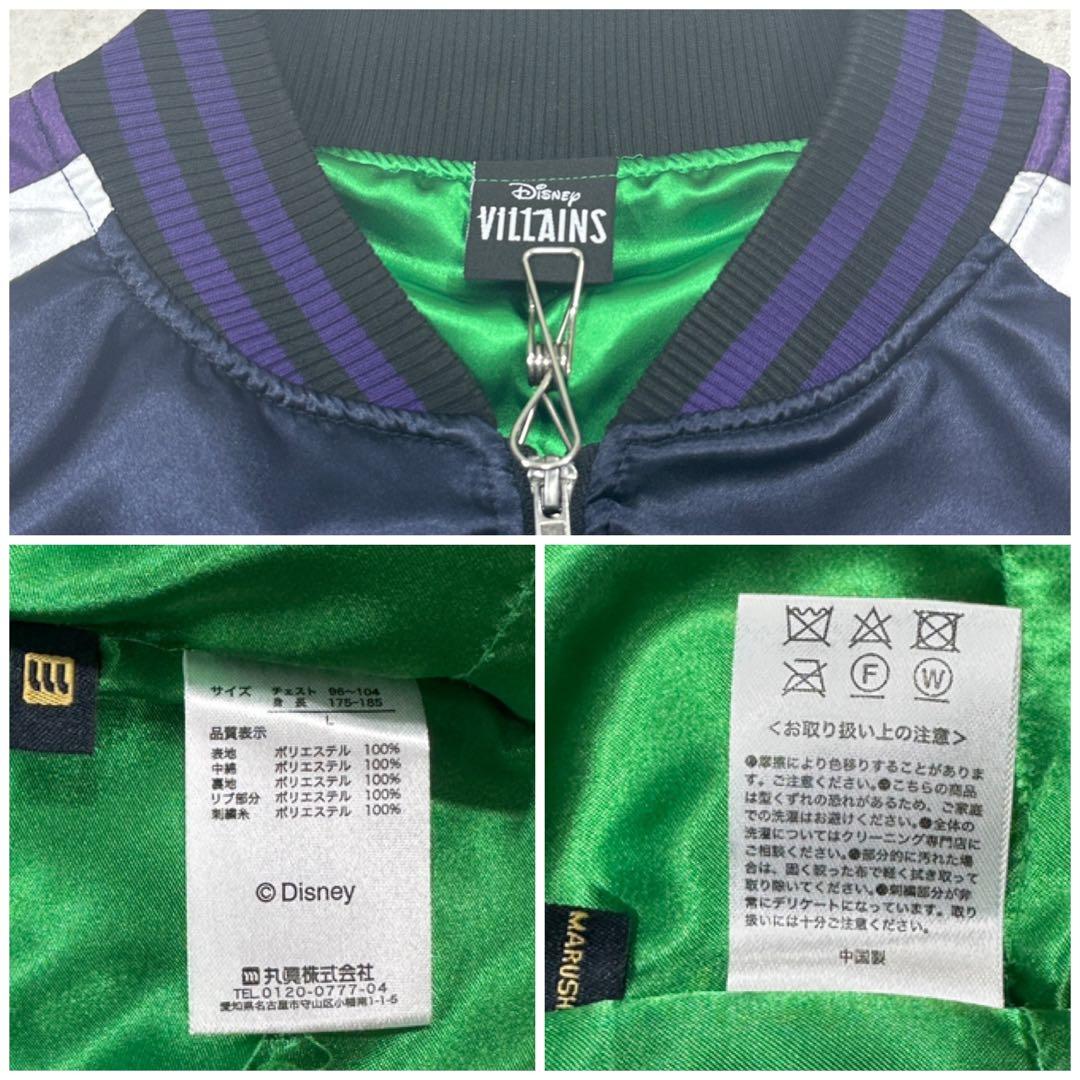 Disney
VILLAINS
サイズ チェスト 96〜104
身長 175-185
L
品質表示
表地 ポリエステル 100%
中綿 ポリエステル 100%
裏地 ポリエステル 100%
リブ部分 ポリエステル 100%
刺繍糸 ポリエステル 100%
© Disney
丸眞株式会社
TEL.0120-0777-04
愛知県名古屋市守山区小幡南1-1-5
F
W
<お取り扱い上の注意>
●摩擦により色移りすることがありま
す。ご注意ください。●こちらの商品
は型くずれの恐れがあるため、ご家庭
での洗濯はお避けください。●全体の
洗濯についてはクリーニング専門店に
ご相談ください。●部分的に汚れた場
合は、固く絞った布で軽く拭き取って
取り除いてください。●刺繍部分が非
常にデリケートになっています。取り
扱いには十分ご注意ください。
中国製
MARUSH